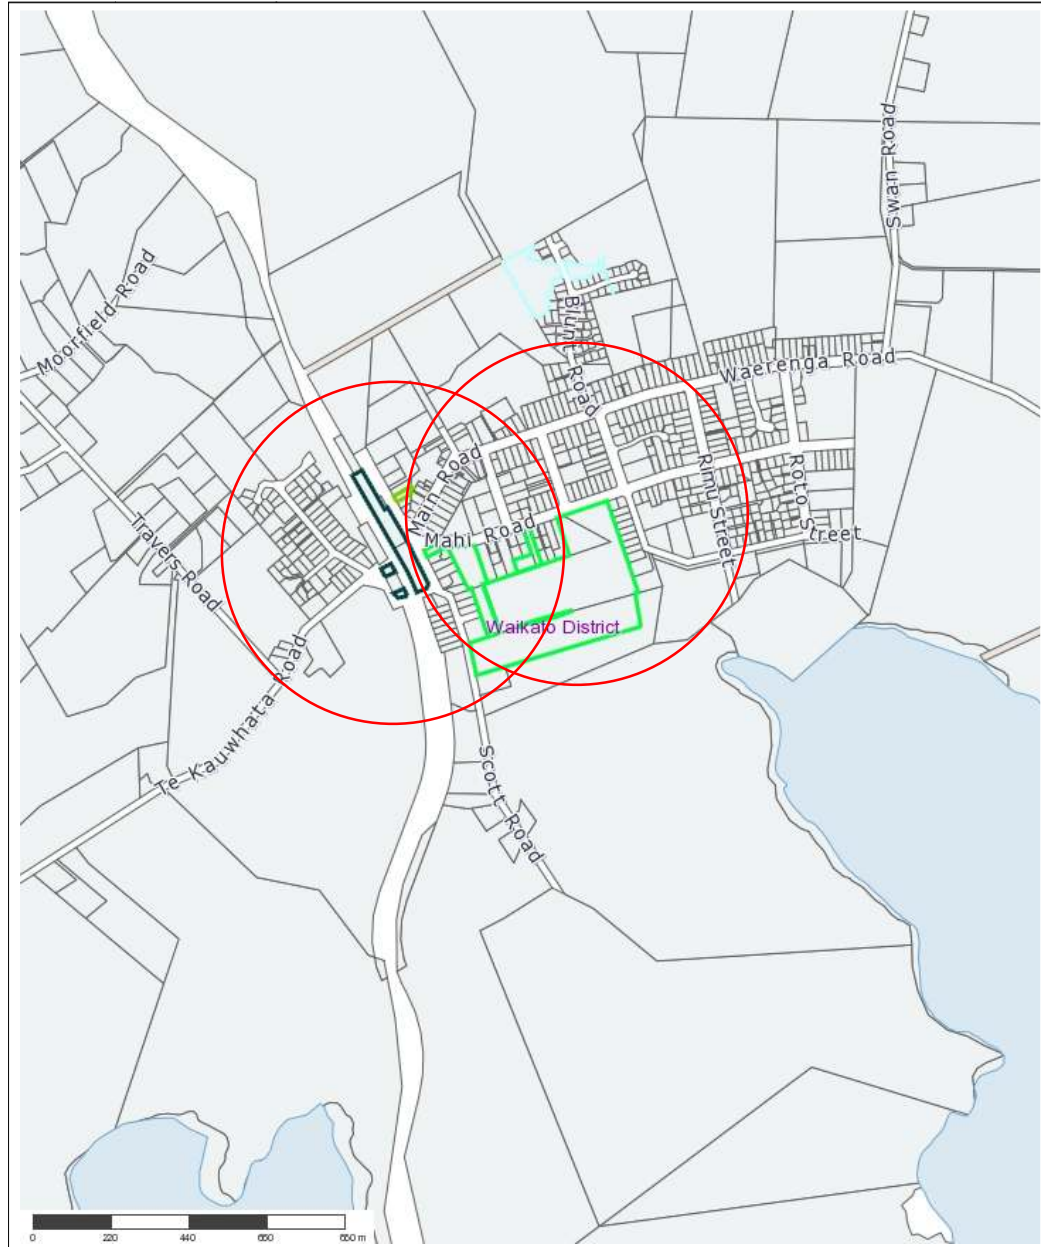 Swan Road
Moorfield Road
Blunt Road
Waerenga Road
Main Road
Rimu Street
Roto Street
Mahi Road
Travers Road
Waikato District
Te Kauwhata Road
Scott Road
0 220 440 660 660 m